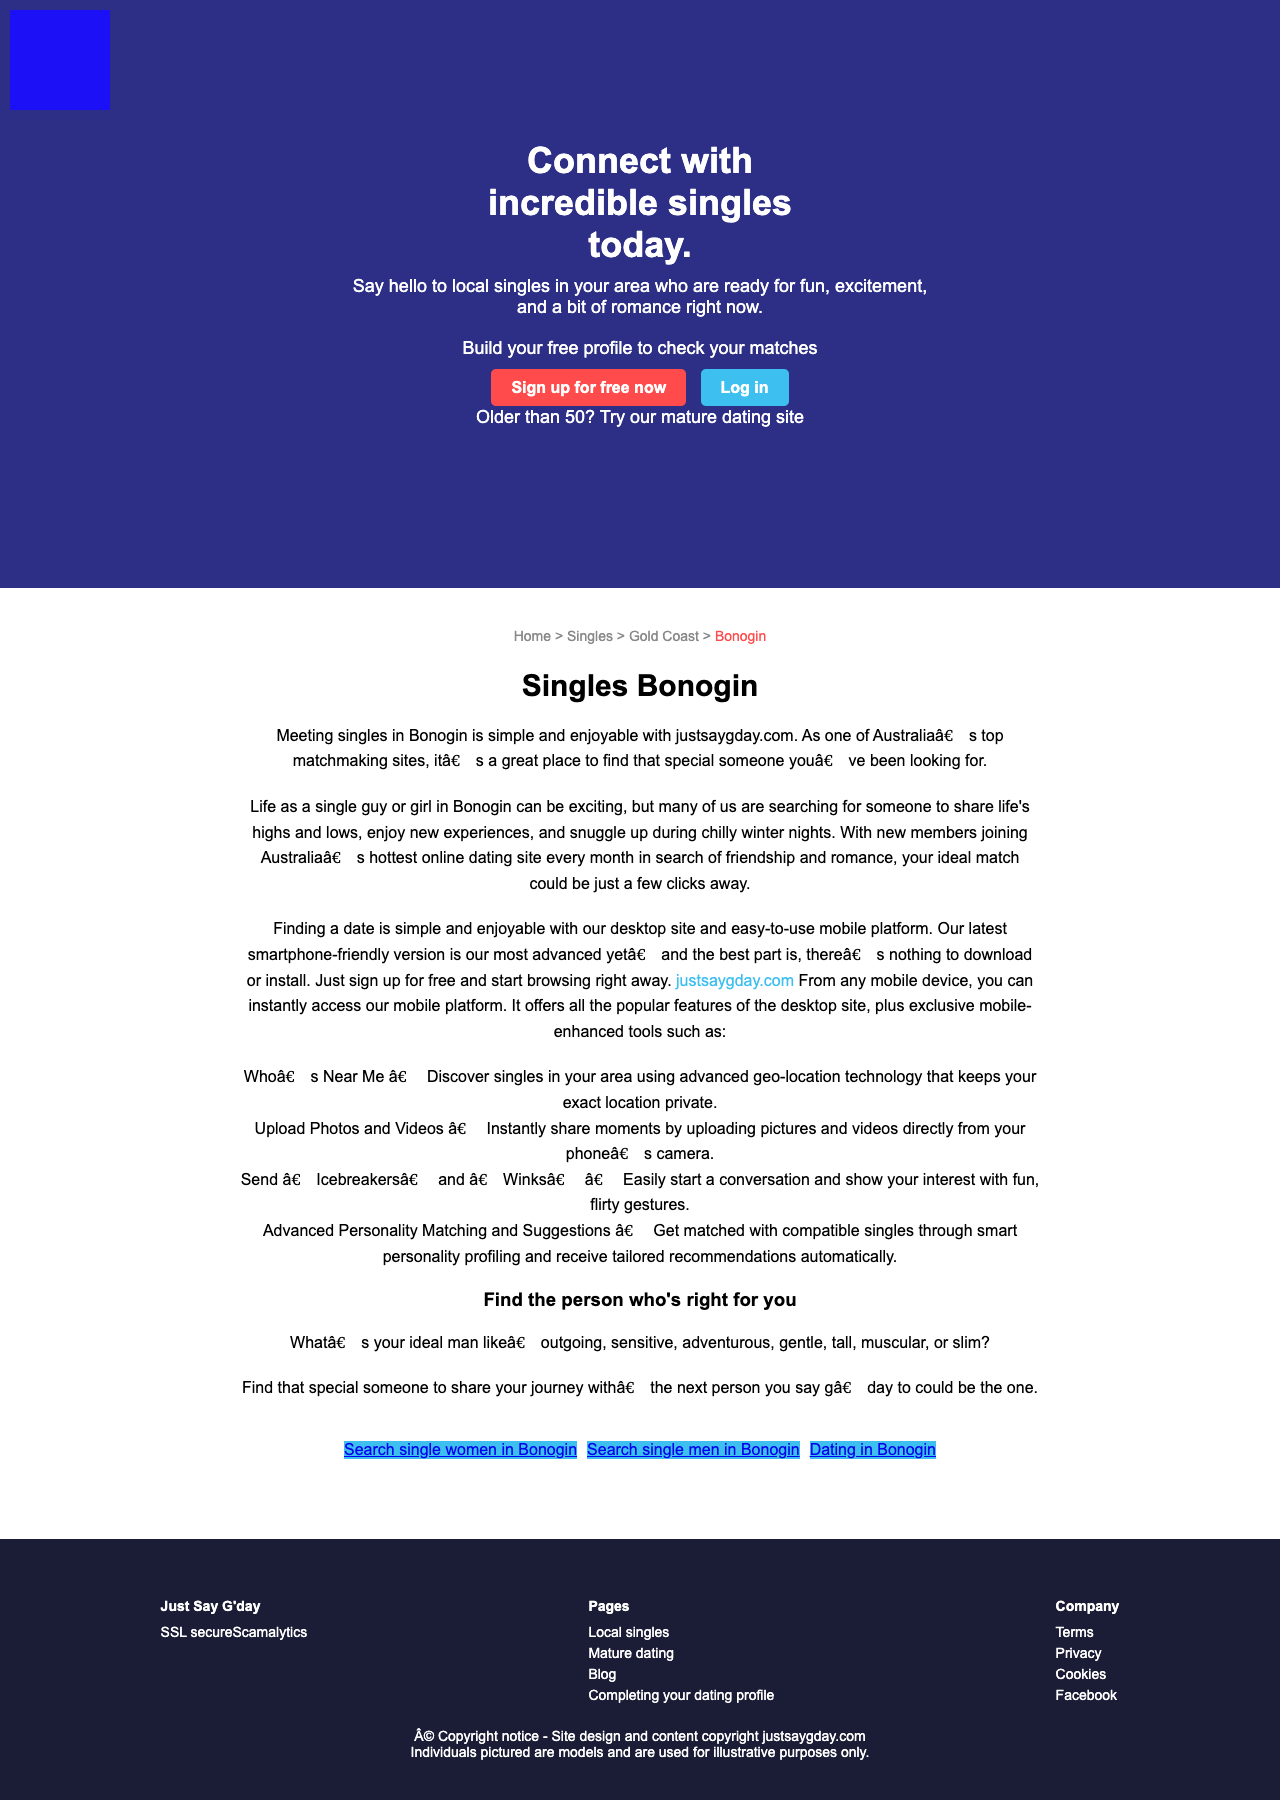 Connect with
incredible singles
today.
Say hello to local singles in your area who are ready for fun, excitement,
and a bit of romance right now.
Build your free profile to check your matches
Sign up for free now Log in
Older than 50? Try our mature dating site
Home > Singles > Gold Coast > Bonogin
Singles Bonogin
Meeting singles in Bonogin is simple and enjoyable with justsaygday.com. As one of Australiaâ€ s top
matchmaking sites, itâ€ s a great place to find that special someone youâ€ ve been looking for.
Life as a single guy or girl in Bonogin can be exciting, but many of us are searching for someone to share life's
highs and lows, enjoy new experiences, and snuggle up during chilly winter nights. With new members joining
Australiaâ€ s hottest online dating site every month in search of friendship and romance, your ideal match
could be just a few clicks away.
Finding a date is simple and enjoyable with our desktop site and easy-to-use mobile platform. Our latest
smartphone-friendly version is our most advanced yetâ€ and the best part is, thereâ€ s nothing to download
or install. Just sign up for free and start browsing right away. justsaygday.com From any mobile device, you can
instantly access our mobile platform. It offers all the popular features of the desktop site, plus exclusive mobile-
enhanced tools such as:
Whoâ€ s Near Me â€ Discover singles in your area using advanced geo-location technology that keeps your
exact location private.
Upload Photos and Videos â€ Instantly share moments by uploading pictures and videos directly from your
phoneâ€ s camera.
Send â€ Icebreakersâ€ and â€ Winksâ€ â€ Easily start a conversation and show your interest with fun,
flirty gestures.
Advanced Personality Matching and Suggestions â€ Get matched with compatible singles through smart
personality profiling and receive tailored recommendations automatically.
Find the person who's right for you
Whatâ€ s your ideal man likeâ€ outgoing, sensitive, adventurous, gentle, tall, muscular, or slim?
Find that special someone to share your journey withâ€ the next person you say gâ€ day to could be the one.
Search single women in Bonogin Search single men in Bonogin Dating in Bonogin
Just Say G'day
SSL secureScamalytics
Pages
Local singles
Mature dating
Blog
Completing your dating profile
Company
Terms
Privacy
Cookies
Facebook
Â© Copyright notice - Site design and content copyright justsaygday.com
Individuals pictured are models and are used for illustrative purposes only.